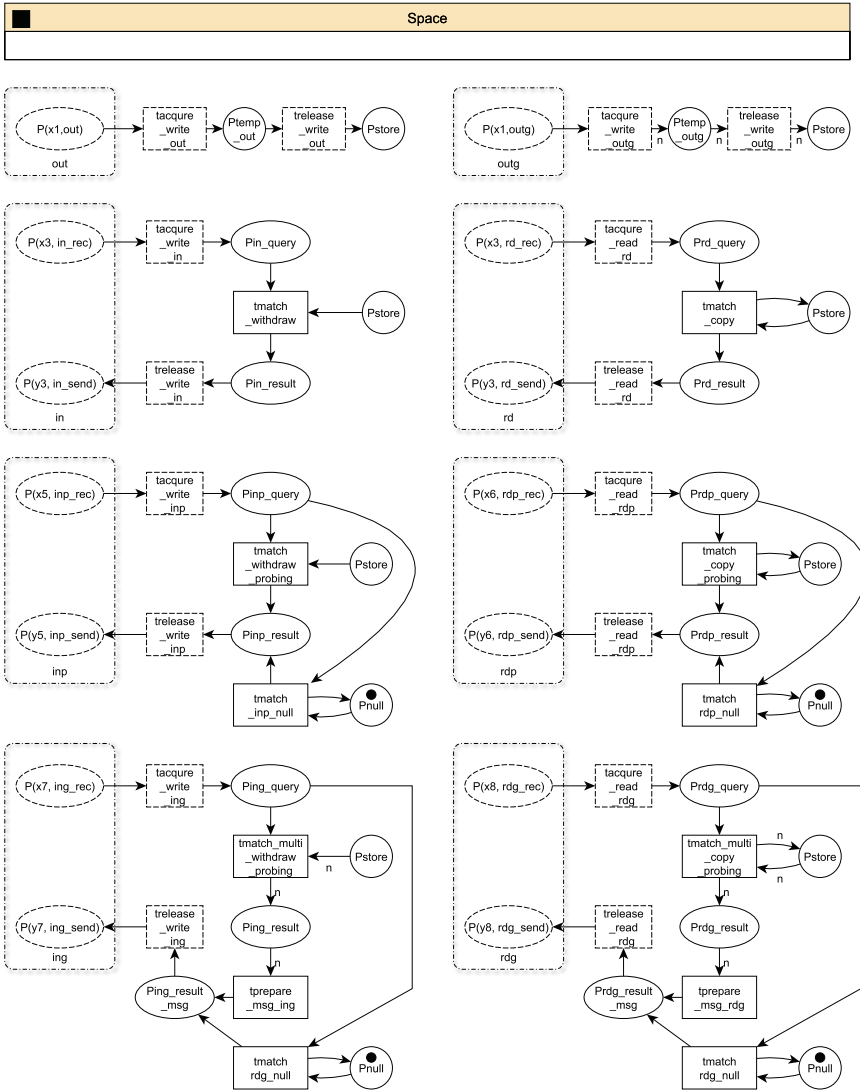 Space
P(x1,out)
tacqure
_write
_out
Ptemp
_out
trelease
_write
_out
Pstore
out
P(x1,outg)
tacqure
_write
_outg
n
Ptemp
_outg
n
trelease
_write
_outg
n
Pstore
outg
P(x3, in_rec)
tacqure
_write
_in
Pin_query
tmatch
_withdraw
Pstore
P(y3, in_send)
trelease
_write
_in
Pin_result
in
P(x3, rd_rec)
tacqure
_read
_rd
Prd_query
tmatch
_copy
Pstore
P(y3, rd_send)
trelease
_read
_rd
Prd_result
rd
P(x5, inp_rec)
tacqure
_write
_inp
Pinp_query
tmatch
_withdraw
_probing
Pstore
P(y5, inp_send)
trelease
_write
_inp
Pinp_result
inp
tmatch
_inp_null
Pnull
P(x6, rdp_rec)
tacqure
_read
_rdp
Prdp_query
tmatch
_copy
_probing
Pstore
P(y6, rdp_send)
trelease
_read
_rdp
Prdp_result
rdp
tmatch
rdp_null
Pnull
P(x7, ing_rec)
tacqure
_write
_ing
Ping_query
tmatch_multi
_withdraw
_probing
n
Pstore
n
P(y7, ing_send)
trelease
_write
_ing
Ping_result
ing
n
Ping_result
_msg
tprepare
_msg_ing
tmatch
rdg_null
Pnull
P(x8, rdg_rec)
tacqure
_read
_rdg
Prdg_query
tmatch_multi
_copy
_probing
n
n
Pstore
n
P(y8, rdg_send)
trelease
_read
_rdg
Prdg_result
rdg
n
Prdg_result
_msg
tprepare
_msg_rdg
tmatch
rdg_null
Pnull